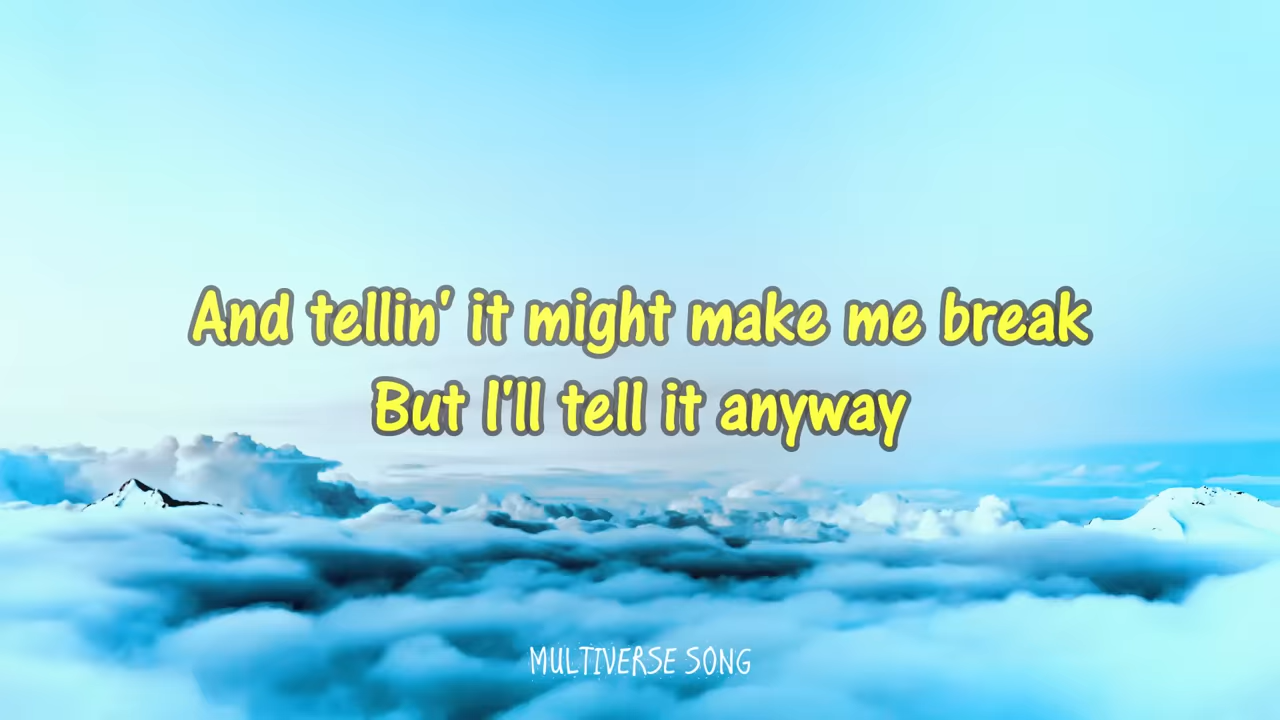 And tellin' it might make me break
But I'll tell it anyway
MULTIVERSE SONG